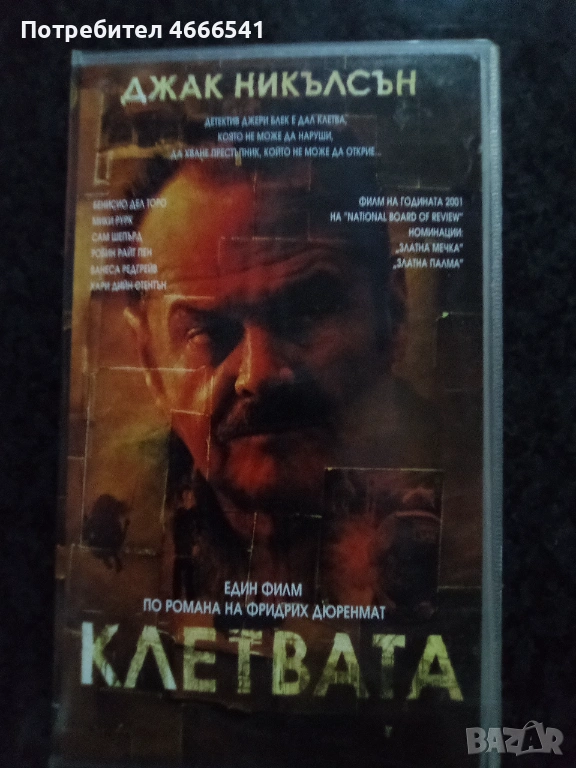 Потребител 4666541
ДЖАК НИКЪЛСЪН
ДЕТЕКТИВ ДЖЕРИ БЛЕК Е ДАЛ КЛЕТВА,
КОЯТО НЕ МОЖЕ ДА НАРУШИ,
ДА ХВАНЕ ПРЕСТЪПНИК, КОЙТО НЕ МОЖЕ ДА ОТКРИЕ...
БЕНИСИО ДЕЛ ТОРО
МИКИ РУРК
САМ ШЕПЪРД
РОБИН РАЙТ ПЕН
ВАНЕСА РЕДГРЕЙВ
ХАРИ ДИЙН СТЕНТЪН
ФИЛМ НА ГОДИНАТА 2001
НА "NATIONAL BOARD OF REVIEW"
НОМИНАЦИИ:
„ЗЛАТНА МЕЧКА"
„ЗЛАТНА ПАЛМА"
ЕДИН ФИЛМ
ПО РОМАНА НА ФРИДРИХ ДЮРЕНМАТ
КЛЕТВАТА
BAZAR